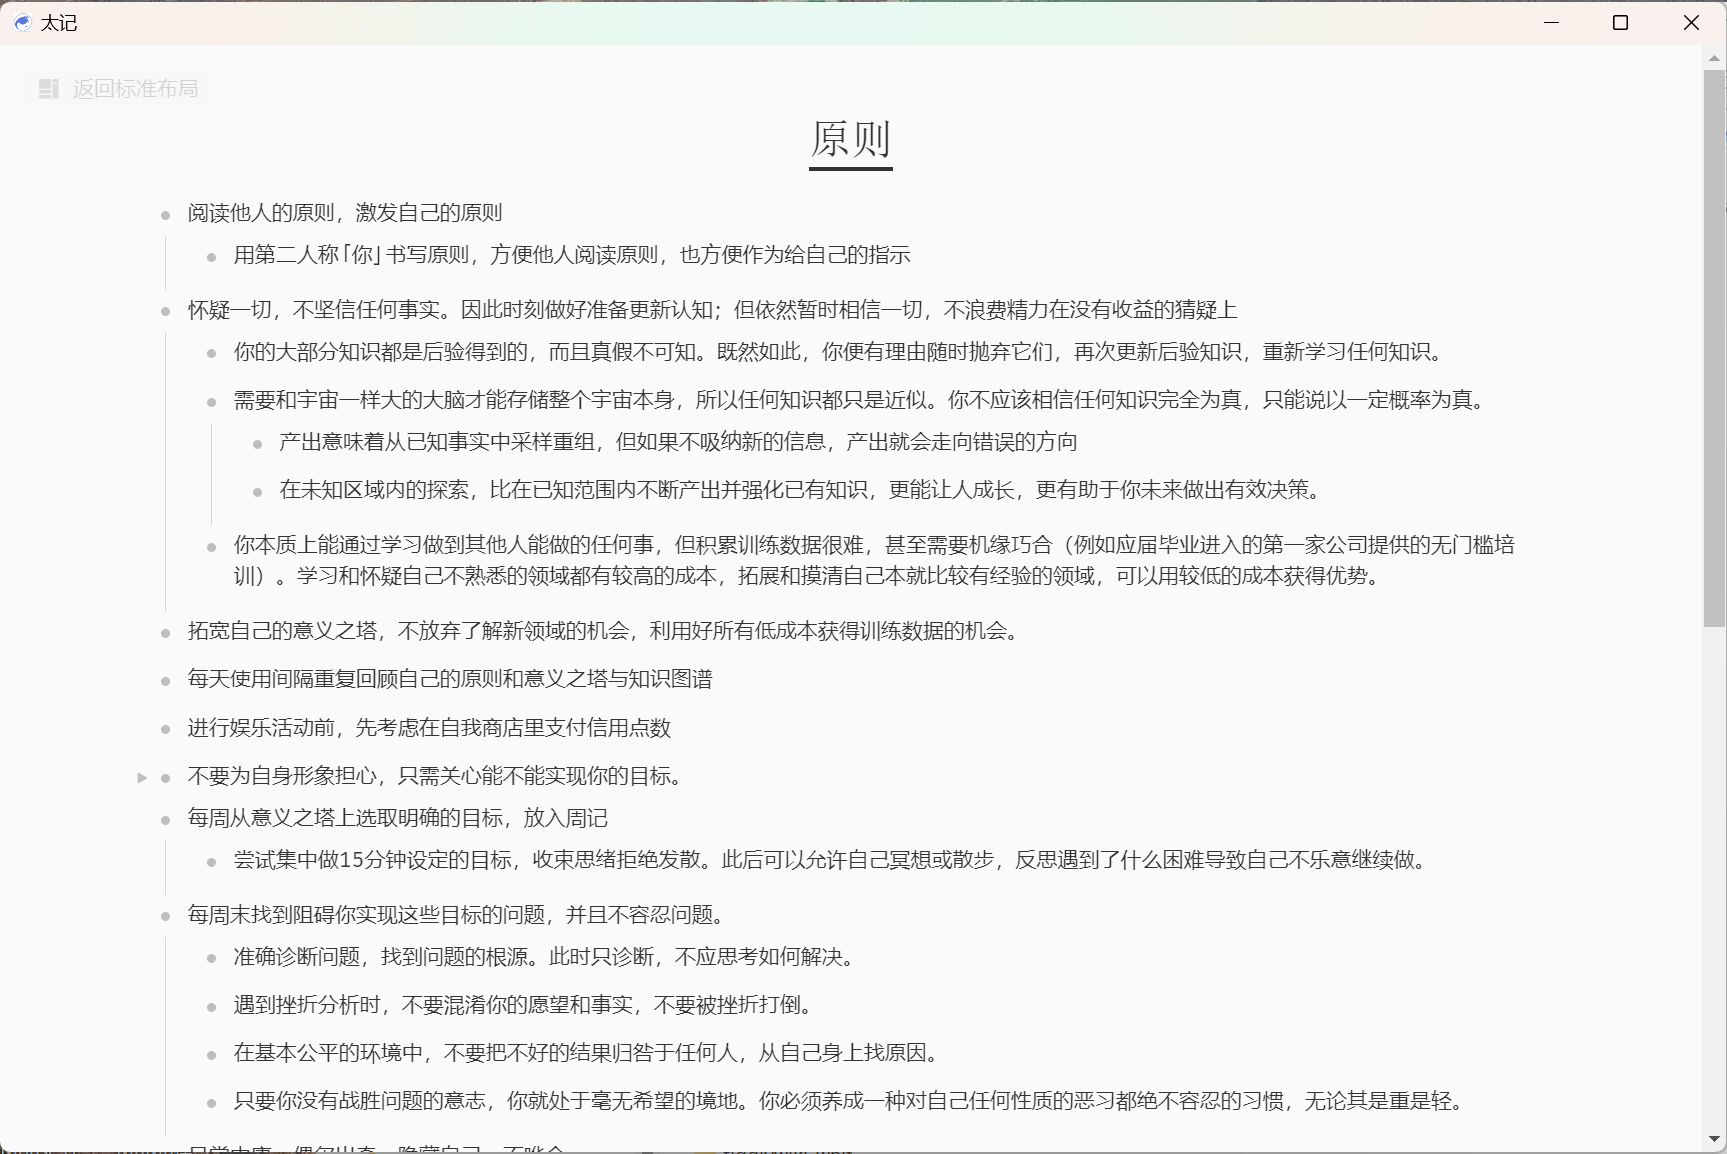 太记
返回标准布局
原则
阅读他人的原则，激发自己的原则
用第二人称「你」书写原则，方便他人阅读原则，也方便作为给自己的指示
怀疑一切，不坚信任何事实。因此时刻做好准备更新认知；但依然暂时相信一切，不浪费精力在没有收益的猜疑上
你的大部分知识都是后验得到的，而且真假不可知。既然如此，你便有理由随时抛弃它们，再次更新后验知识，重新学习任何知识。
需要和宇宙一样大的大脑才能存储整个宇宙本身，所以任何知识都只是近似。你不应该相信任何知识完全为真，只能说以一定概率为真。
产出意味着从已知事实中采样重组，但如果不吸纳新的信息，产出就会走向错误的方向
在未知区域内的探索，比在已知范围内不断产出并强化已有知识，更能让人成长，更有助于你未来做出有效决策。
你本质上能通过学习做到其他人能做的任何事，但积累训练数据很难，甚至需要机缘巧合（例如应届毕业进入的第一家公司提供的无门槛培
训）。学习和怀疑自己不熟悉的领域都有较高的成本，拓展和摸清自己本就比较有经验的领域，可以用较低的成本获得优势。
拓宽自己的意义之塔，不放弃了解新领域的机会，利用好所有低成本获得训练数据的机会。
每天使用间隔重复回顾自己的原则和意义之塔与知识图谱
进行娱乐活动前，先考虑在自我商店里支付信用点数
不要为自身形象担心，只需关心能不能实现你的目标。
每周从意义之塔上选取明确的目标，放入周记
尝试集中做15分钟设定的目标，收束思绪拒绝发散。此后可以允许自己冥想或散步，反思遇到了什么困难导致自己不乐意继续做。
每周末找到阻碍你实现这些目标的问题，并且不容忍问题。
准确诊断问题，找到问题的根源。此时只诊断，不应思考如何解决。
遇到挫折分析时，不要混淆你的愿望和事实，不要被挫折打倒。
在基本公平的环境中，不要把不好的结果归咎于任何人，从自己身上找原因。
只要你没有战胜问题的意志，你就处于毫无希望的境地。你必须养成一种对自己任何性质的恶习都绝不容忍的习惯，无论其是重是轻。